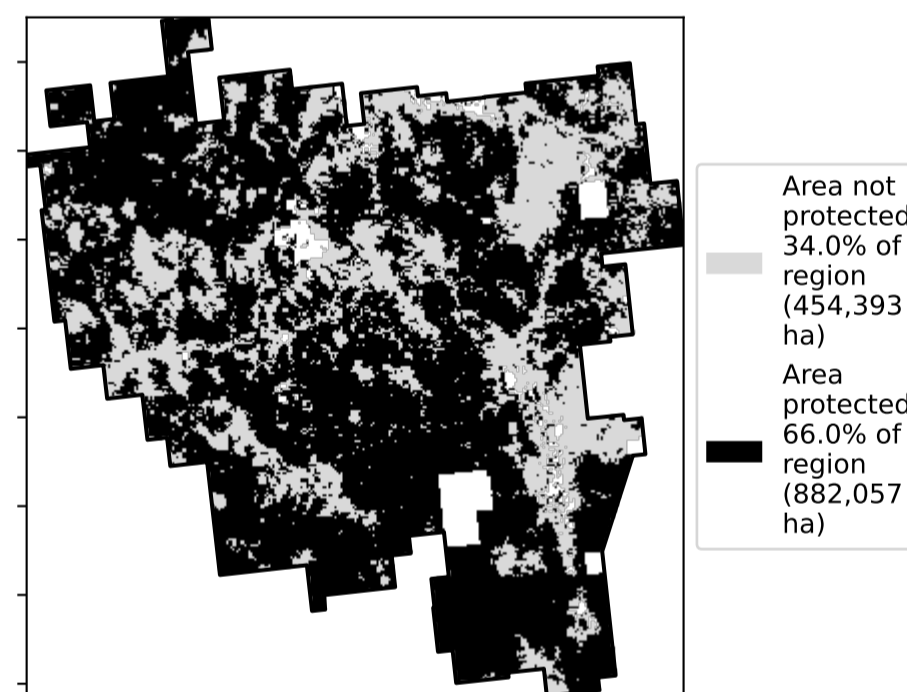 Area not
protected
34.0% of
region
(454,393
ha)
Area
protected
66.0% of
region
(882,057
ha)